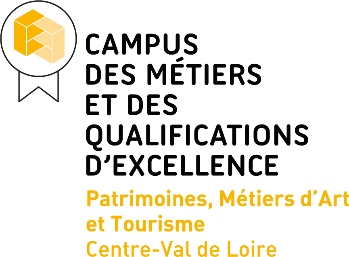 CAMPUS
DES MÉTIERS
ET DES
QUALIFICATIONS
D'EXCELLENCE
Patrimoines, Métiers d'Art
et Tourisme
Centre-Val de Loire